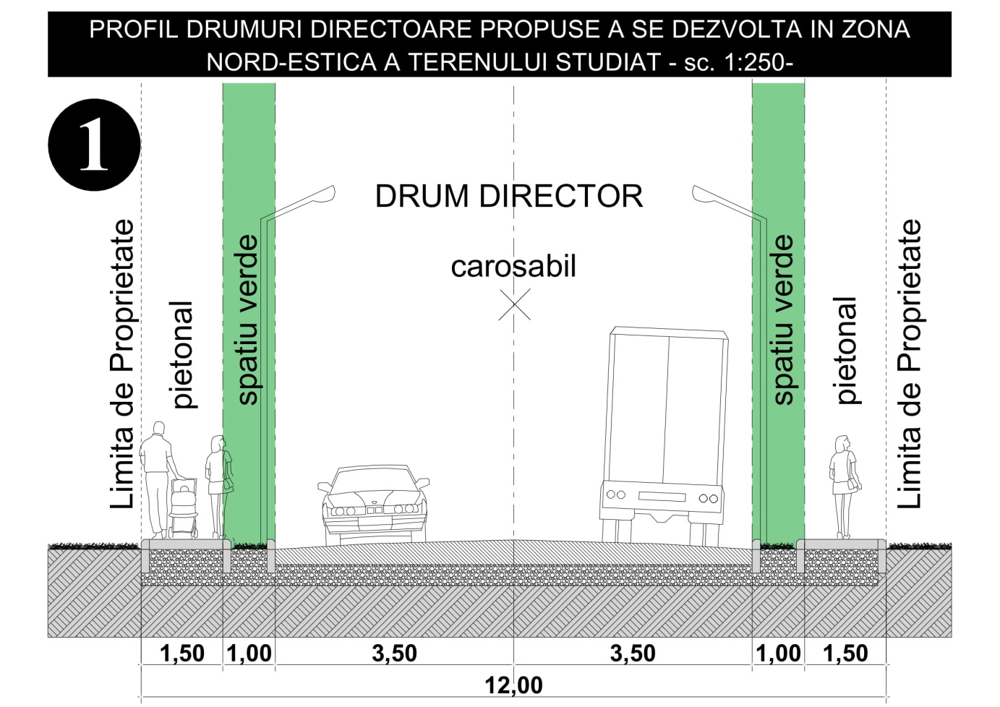 PROFIL DRUMURI DIRECTOARE PROPUSE A SE DEZVOLTA IN ZONA
NORD-ESTICA A TERENULUI STUDIAT - sc. 1:250-
1
DRUM DIRECTOR
carosabil
Limita de Proprietate
pietonal
spatiu verde
spatiu verde
pietonal
Limita de Proprietate
1,50 1,00 3,50 3,50 1,00 1,50
12,00